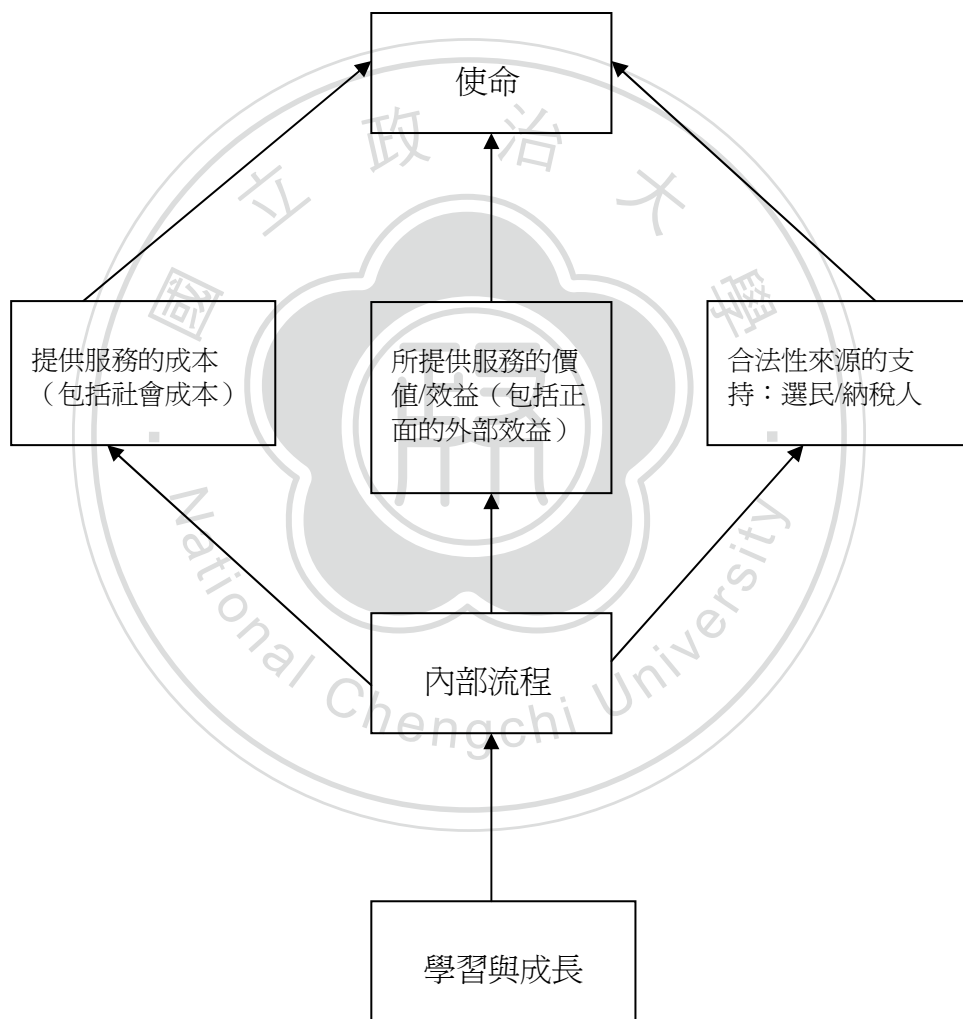 使命
國立政治大學
提供服務的成本
（包括社會成本）
所提供服務的價
值/效益（包括正
面的外部效益）
合法性來源的支
持：選民/納稅人
內部流程
National Chengchi University
學習與成長